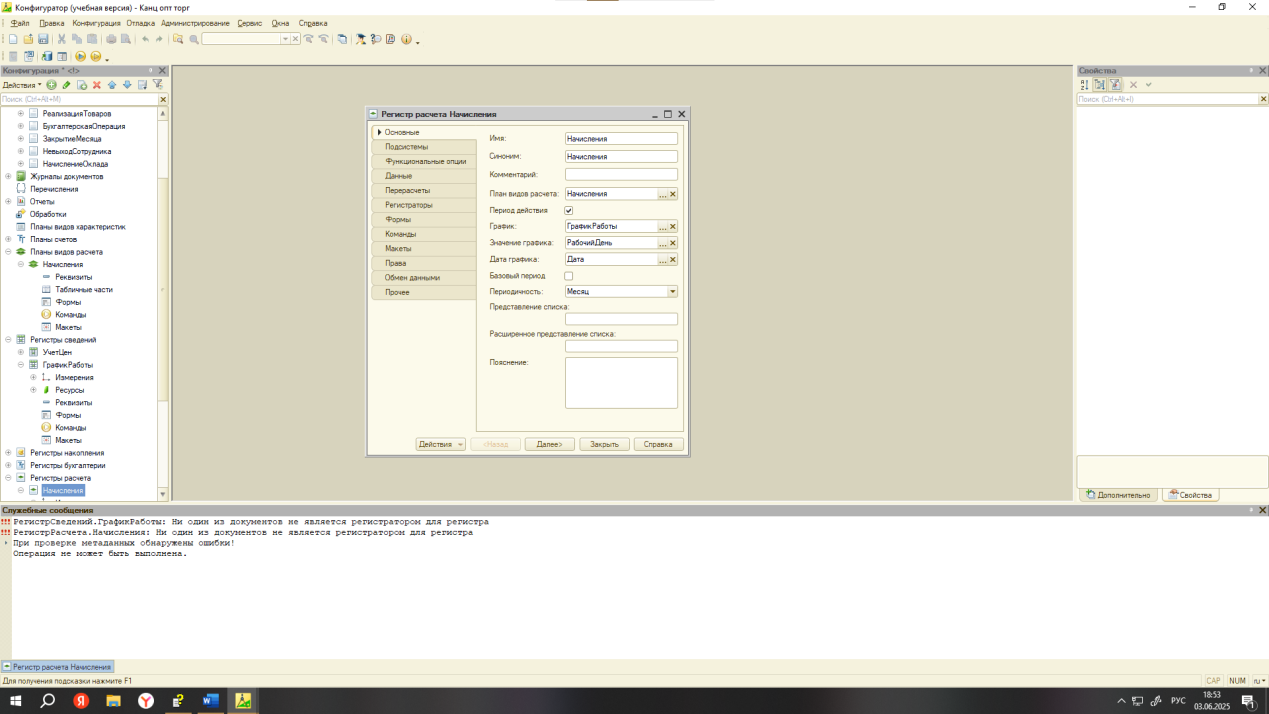 Конфигуратор (учебная версия) - Канц опт торг
Файл Правка Конфигурация Отладка Администрирование Сервис Окна Справка
Конфигурация * <!>
Действия
Поиск (Ctrl+Alt+M)
РеализацияТоваров
БухгалтерскаяОперация
ЗакрытиеМесяца
НевыходСотрудника
НачислениеОклада
Журналы документов
Перечисления
Отчеты
Обработки
Планы видов характеристик
Планы счетов
Планы видов расчета
Начисления
Реквизиты
Табличные части
Формы
Команды
Макеты
Регистры сведений
УчетЦен
ГрафикРаботы
Измерения
Ресурсы
Реквизиты
Формы
Команды
Макеты
Регистры накопления
Регистры бухгалтерии
Регистры расчета
Начисления
Регистр расчета Начисления
Основные
Подсистемы
Функциональные опции
Данные
Перерасчеты
Регистраторы
Формы
Команды
Макеты
Права
Обмен данными
Прочее
Имя: Начисления
Синоним: Начисления
Комментарий:
План видов расчета: Начисления ...
Период действия
График: ГрафикРаботы ...
Значение графика: РабочийДень ...
Дата графика: Дата ...
Базовый период
Периодичность: Месяц
Представление списка:
Расширенное представление списка:
Пояснение:
Действия <Назад Далее> Закрыть Справка
Свойства
Поиск (Ctrl+Alt+I)
Дополнительно Свойства
Служебные сообщения
!!! РегистрСведений.ГрафикРаботы: Ни один из документов не является регистратором для регистра
!!! РегистрРасчета.Начисления: Ни один из документов не является регистратором для регистра
При проверке метаданных обнаружены ошибки!
Операция не может быть выполнена.
Регистр расчета Начисления
Для получения подсказки нажмите F1
CAP NUM ru
РУС
18:53
03.06.2025
1